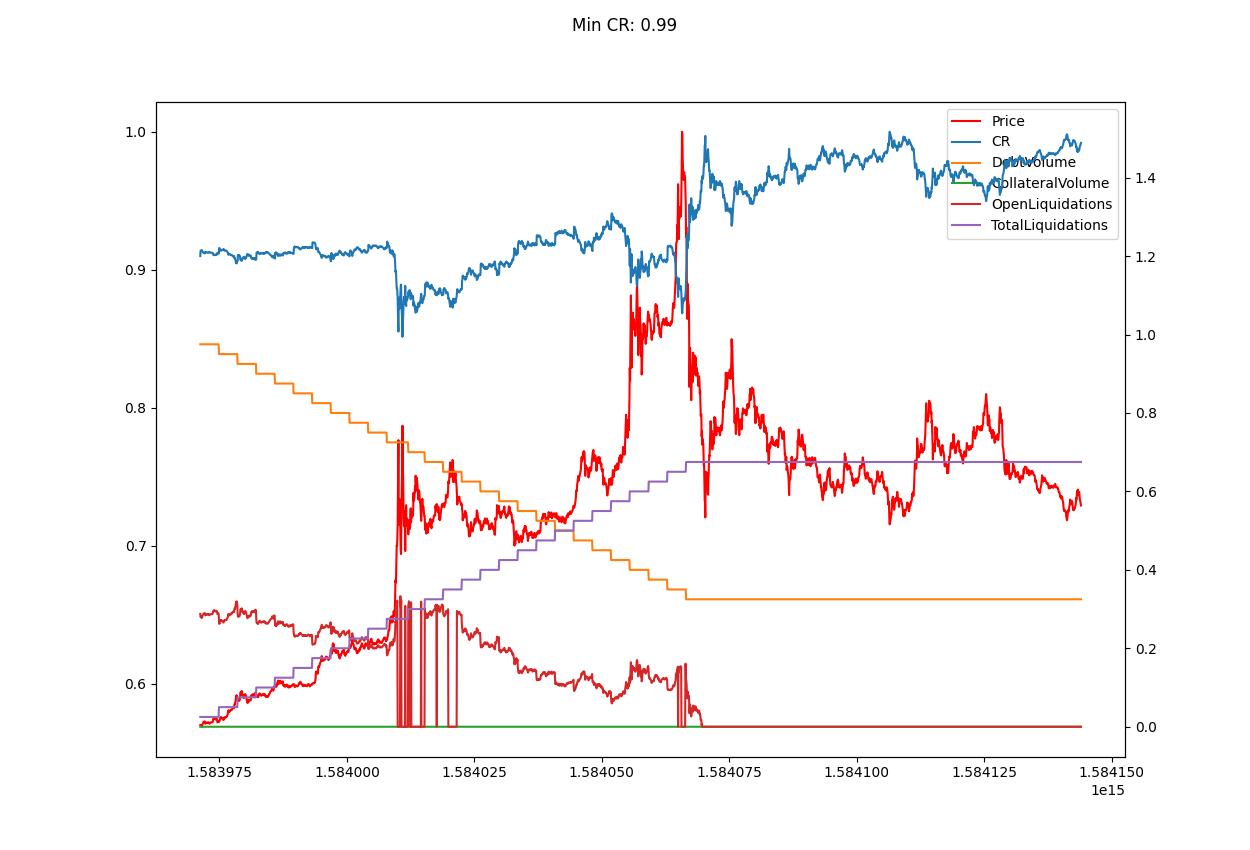 Min CR: 0.99
1.0
0.9
0.8
0.7
0.6
1.4
1.2
1.0
0.8
0.6
0.4
0.2
0.0
Price
CR
DebtVolume
CollateralVolume
OpenLiquidations
TotalLiquidations
1.583975 1.584000 1.584025 1.584050 1.584075 1.584100 1.584125 1.584150
1e15